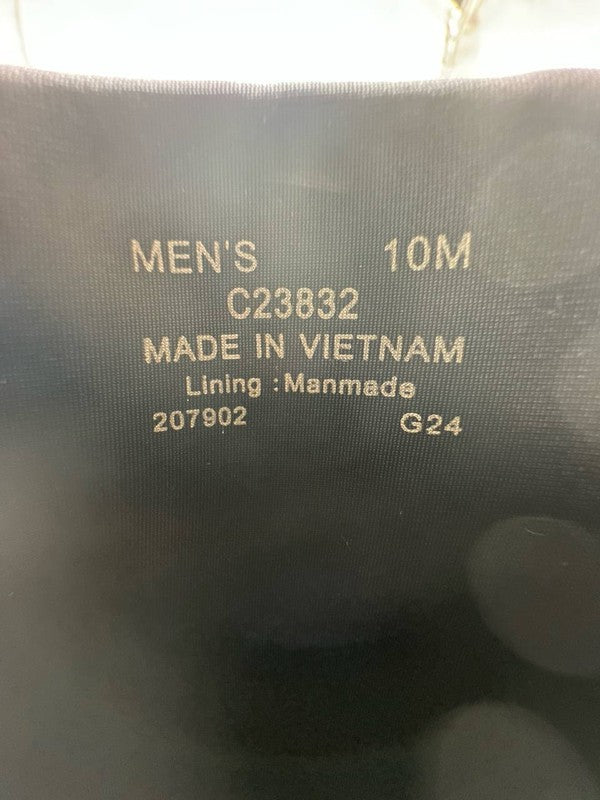 MEN'S 10M
C23832
MADE IN VIETNAM
Lining :Manmade
207902 G24